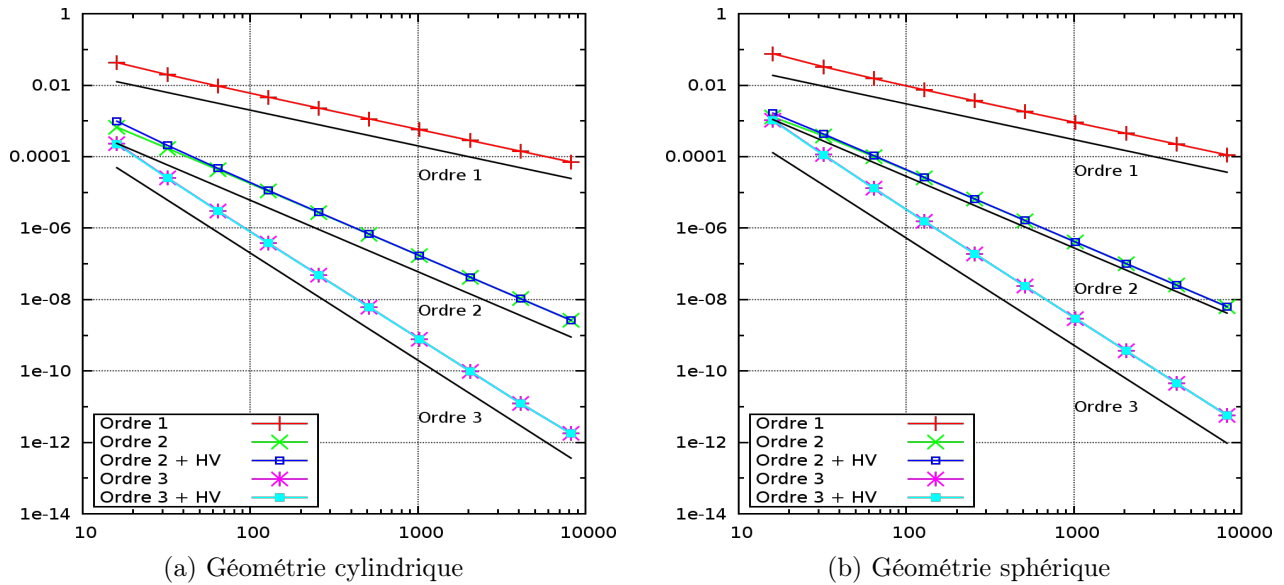 1
0.01
0.0001
1e-06
1e-08
1e-10
1e-12
1e-14
10
100
1000
10000
Ordre 1
Ordre 2
Ordre 3
Ordre 1
Ordre 2
Ordre 2 + HV
Ordre 3
Ordre 3 + HV
(a) Géométrie cylindrique
1
0.01
0.0001
1e-06
1e-08
1e-10
1e-12
1e-14
10
100
1000
10000
Ordre 1
Ordre 2
Ordre 3
Ordre 1
Ordre 2
Ordre 2 + HV
Ordre 3
Ordre 3 + HV
(b) Géométrie sphérique